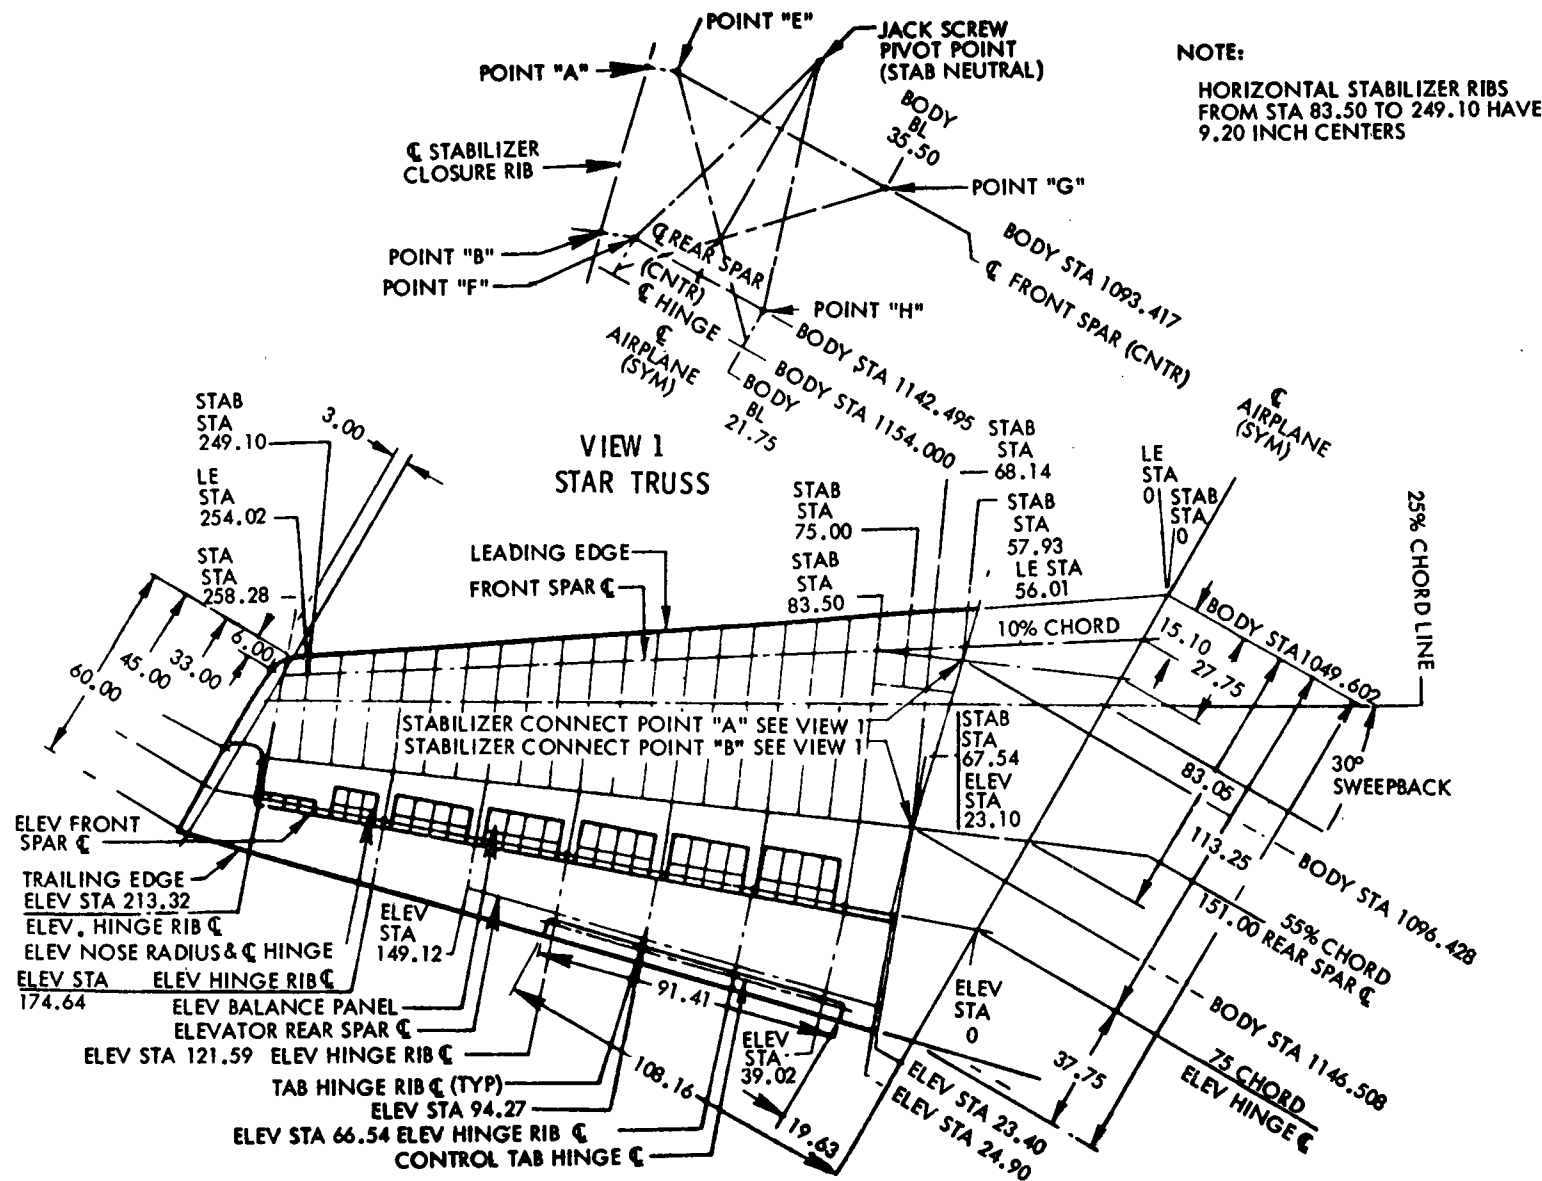 POINT "E"
JACK SCREW
PIVOT POINT
(STAB NEUTRAL)
NOTE:
HORIZONTAL STABILIZER RIBS
FROM STA 83.50 TO 249.10 HAVE
9.20 INCH CENTERS
POINT "A"
BODY
BL
35.50
℄ STABILIZER
CLOSURE RIB
POINT "G"
POINT "B"
POINT "F"
℄ REAR SPAR
(CNTR)
℄ HINGE
℄
AIRPLANE
(SYM)
POINT "H"
BODY STA 1093.417
℄ FRONT SPAR (CNTR)
BODY STA 1142.495
BODY STA 1154.000
BODY
BL
21.75
VIEW 1
STAR TRUSS
℄
AIRPLANE
(SYM)
STAB
STA
249.10
3.00
LE
STA
254.02
STA
STA
258.28
LEADING EDGE
FRONT SPAR ℄
STAB
STA
75.00
STAB
STA
83.50
STAB
STA
68.14
STAB
STA
57.93
LE STA
56.01
LE
STA
0
STAB
STA
0
25% CHORD LINE
10% CHORD
BODY STA 1049.602
15.10
27.75
6.00
33.00
45.00
60.00
STABILIZER CONNECT POINT "A" SEE VIEW 1
STABILIZER CONNECT POINT "B" SEE VIEW 1
STAB
STA
67.54
ELEV
STA
23.10
30°
SWEEPBACK
83.05
113.25
151.00
BODY STA 1096.428
55% CHORD
REAR SPAR ℄
BODY STA 1146.508
75 CHORD
ELEV HINGE ℄
37.75
ELEV
STA
0
ELEV STA 23.40
ELEV STA 24.90
ELEV FRONT
SPAR ℄
TRAILING EDGE
ELEV STA 213.32
ELEV. HINGE RIB ℄
ELEV NOSE RADIUS & ℄ HINGE
ELEV STA ELEV HINGE RIB ℄
174.64
ELEV
STA
149.12
ELEV BALANCE PANEL
ELEVATOR REAR SPAR ℄
ELEV STA 121.59 ELEV HINGE RIB ℄
TAB HINGE RIB ℄ (TYP)
ELEV STA 94.27
ELEV STA 66.54 ELEV HINGE RIB ℄
CONTROL TAB HINGE ℄
91.41
108.16
ELEV
STA
39.02
19.63